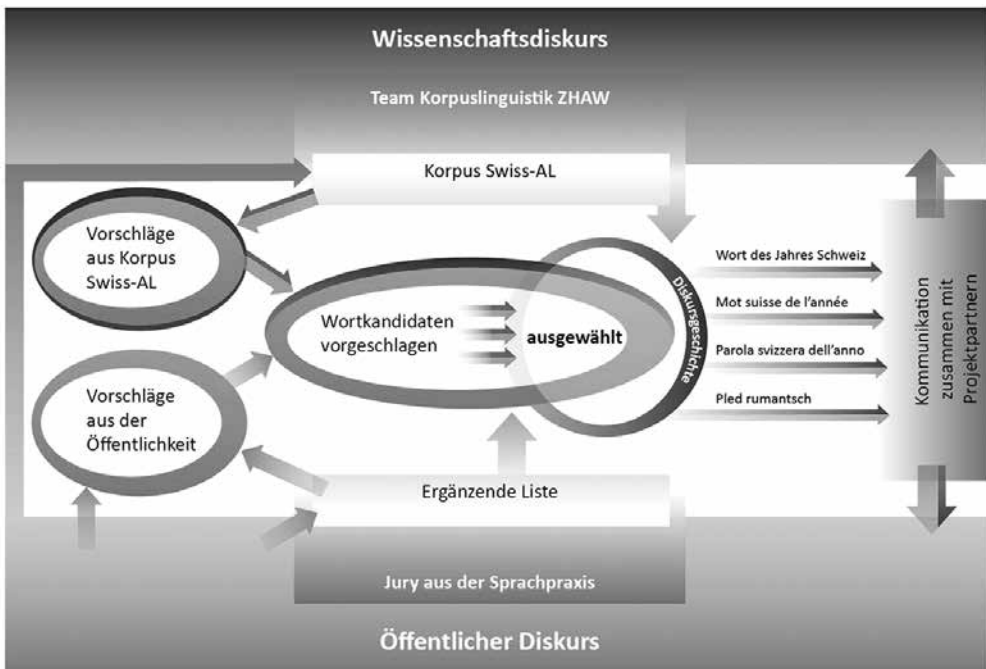 Wissenschaftsdiskurs
Team Korpuslinguistik ZHAW
Korpus Swiss-AL
Vorschläge
aus Korpus
Swiss-AL
Wortkandidaten
vorgeschlagen
ausgewählt
Diskursgeschichte
Wort des Jahres Schweiz
Mot suisse de l'année
Parola svizzera dell'anno
Pled rumantsch
Kommunikation
zusammen mit
Projektpartnern
Vorschläge
aus der
Öffentlichkeit
Ergänzende Liste
Jury aus der Sprachpraxis
Öffentlicher Diskurs